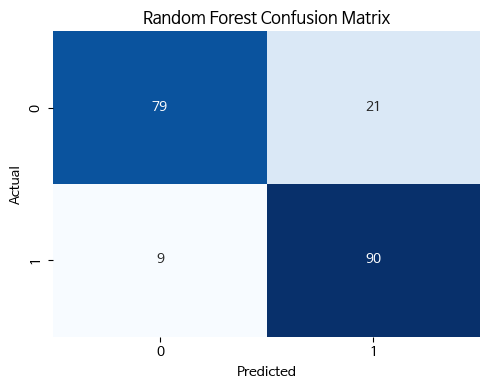 Random Forest Confusion Matrix
Actual
0
79
21
1
9
90
0
1
Predicted